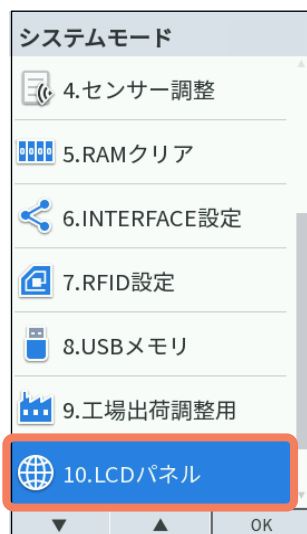 システムモード
4.センサー調整
5.RAMクリア
6.INTERFACE設定
7.RFID設定
8.USBメモリ
9.工場出荷調整用
10.LCDパネル
▼ ▲ OK